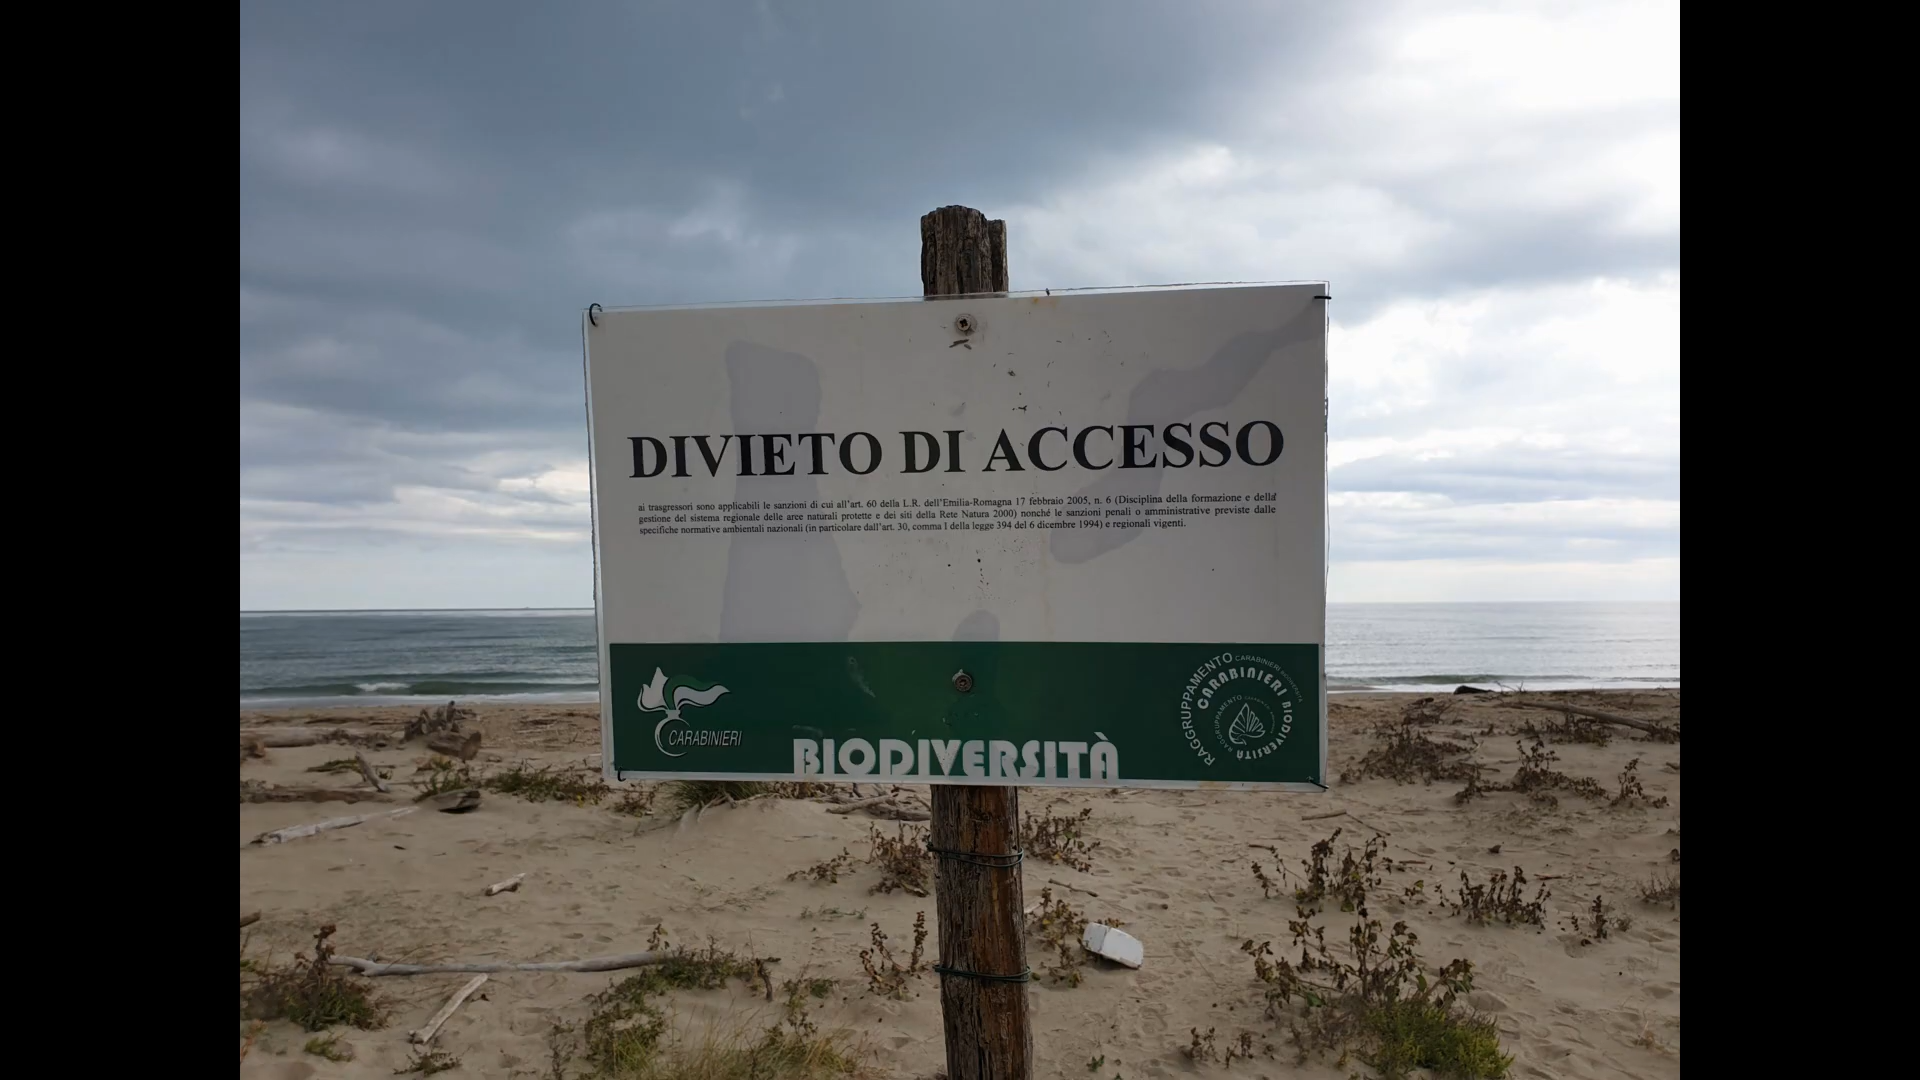 DIVIETO DI ACCESSO
ai trasgressori sono applicabili le sanzioni di cui all'art. 60 della L.R. dell'Emilia-Romagna 17 febbraio 2005, n. 6 (Disciplina della formazione e della
gestione del sistema regionale delle aree naturali protette e dei siti della Rete Natura 2000) nonché le sanzioni penali o amministrative previste dalle
specifiche normative ambientali nazionali (in particolare dall'art. 30, comma I della legge 394 del 6 dicembre 1994) e regionali vigenti.
CARABINIERI
BIODIVERSITÀ
RAGGRUPPAMENTO CARABINIERI BIODIVERSITÀ
CARABINIERI BIODIVERSITÀ
RAGGRUPPAMENTO